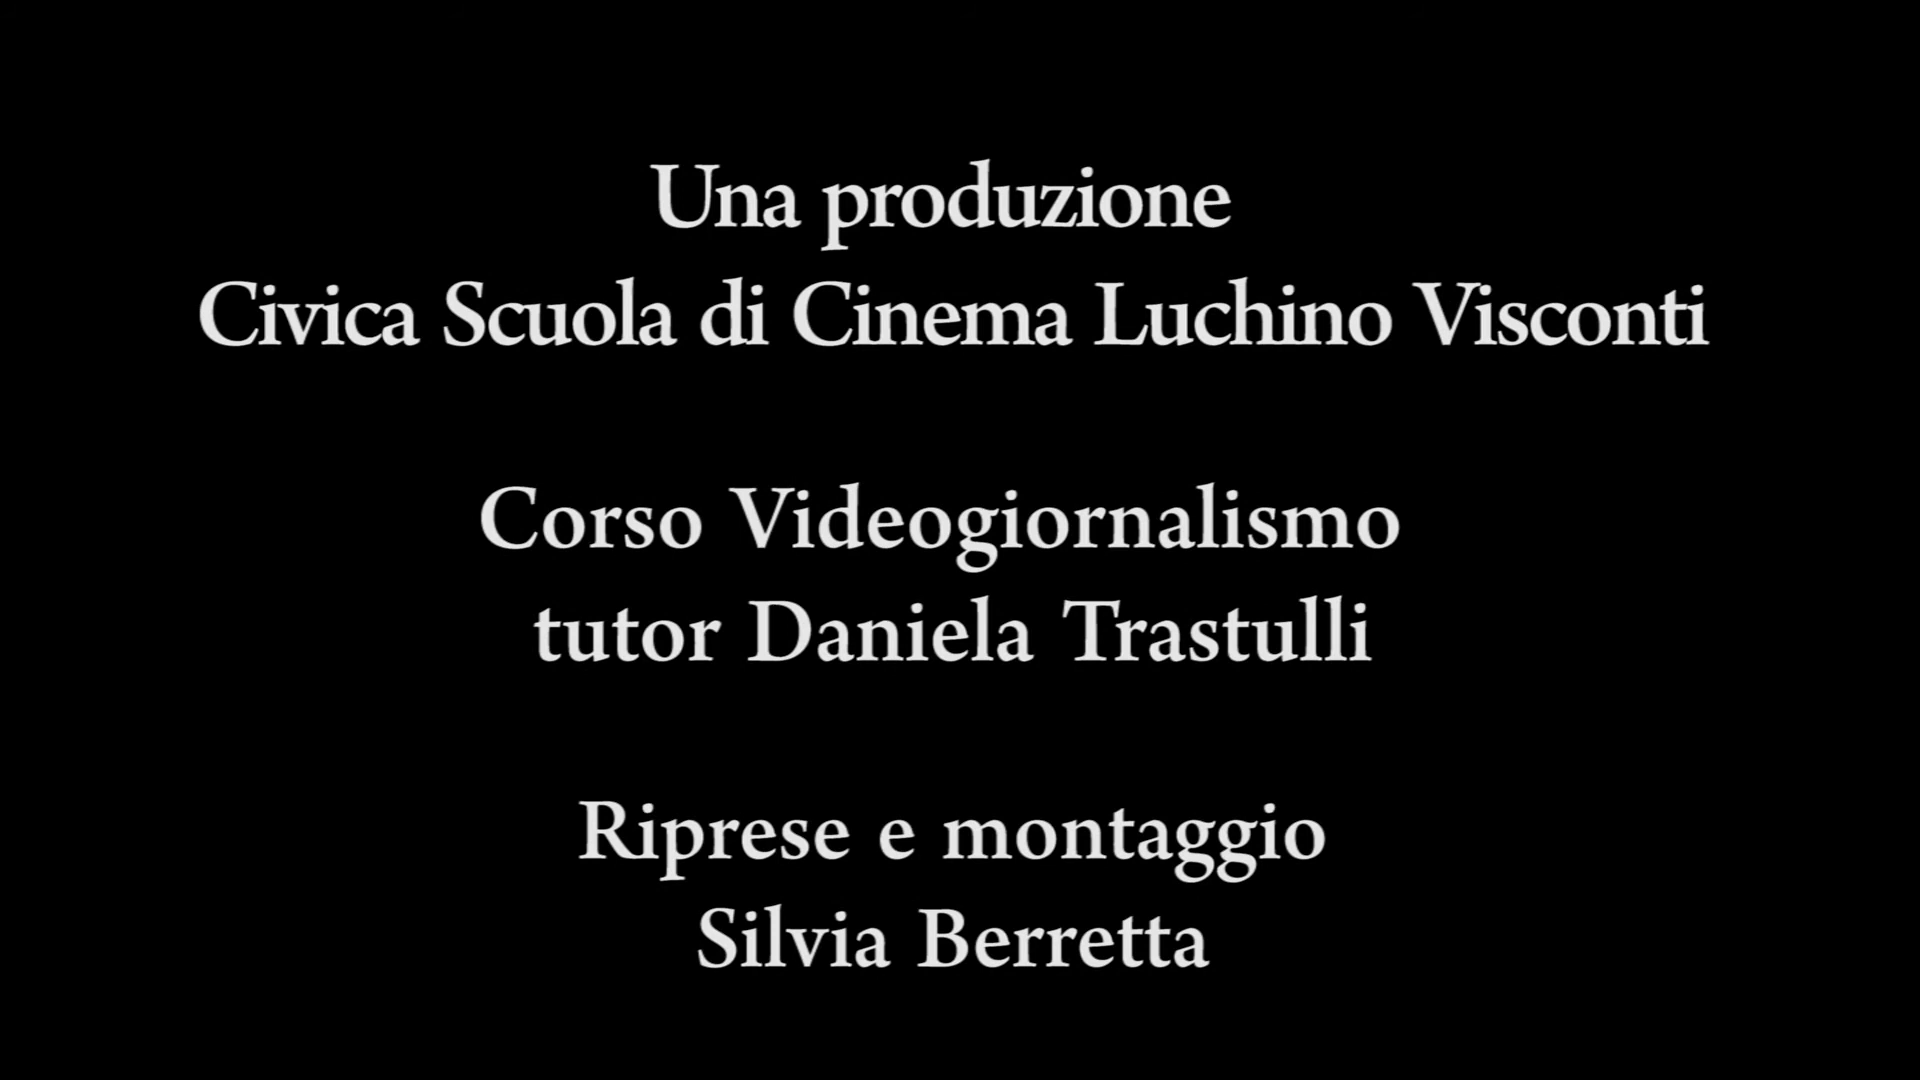 Una produzione
Civica Scuola di Cinema Luchino Visconti
Corso Videogiornalismo
tutor Daniela Trastulli
Riprese e montaggio
Silvia Berretta